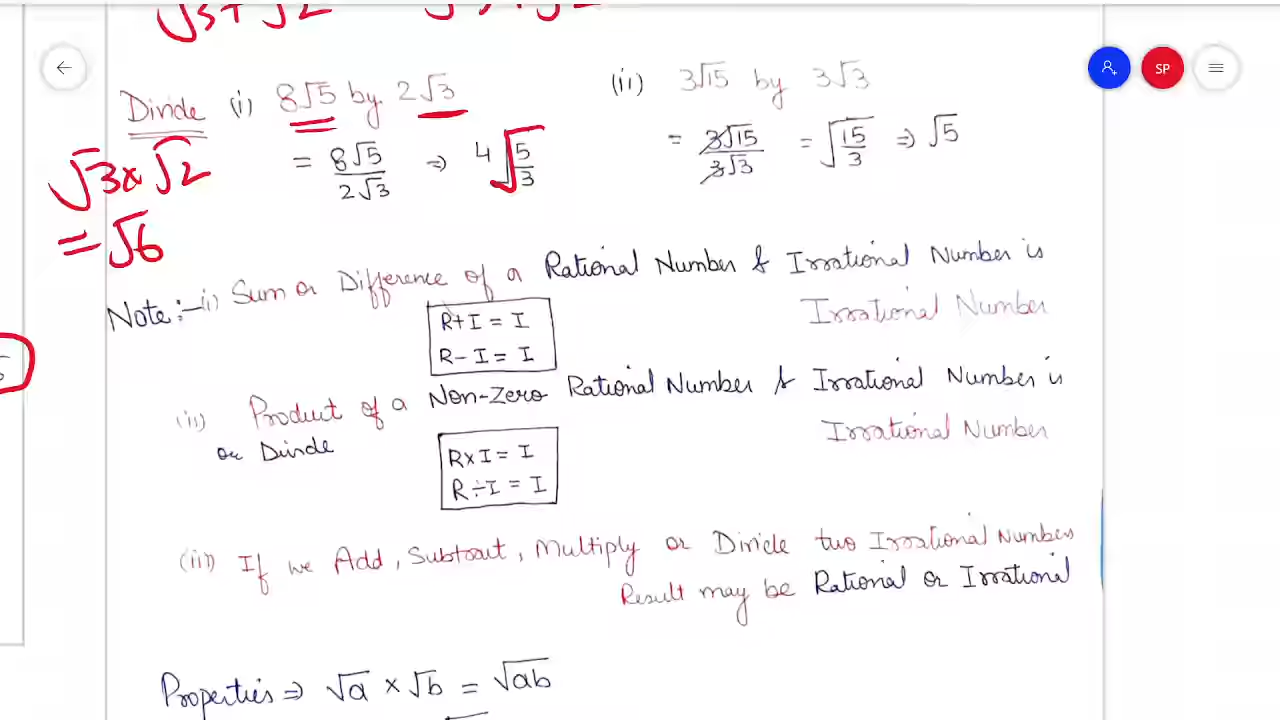 √3+√2
Divide (i) 8√5 by 2√3 (ii) 3√15 by 3√3
= 8√5/2√3 ⇒ 4√5/3 = 3√15/3√3 = √15/3 ⇒ √5
√3×√2
= √6
Note:- i) Sum or Difference of a Rational Number & Irrational Number is
Irrational Number
R+I = I
R−I = I
(ii) Product of a Non-Zero Rational Number & Irrational Number is
or Divide Irrational Number
R×I = I
R÷I = I
(iii) If we Add, Subtract, Multiply or Divide two Irrational Numbers
Result may be Rational or Irrational
Properties ⇒ √a × √b = √ab
SP